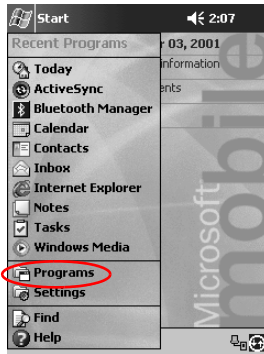 Start 2:07
Recent Programs
r 03, 2001
Today
information
ActiveSync
ents
Bluetooth Manager
Calendar
Contacts
Inbox
Internet Explorer
Notes
Tasks
Windows Media
Programs
Settings
Find
Help
Microsoft
mobile